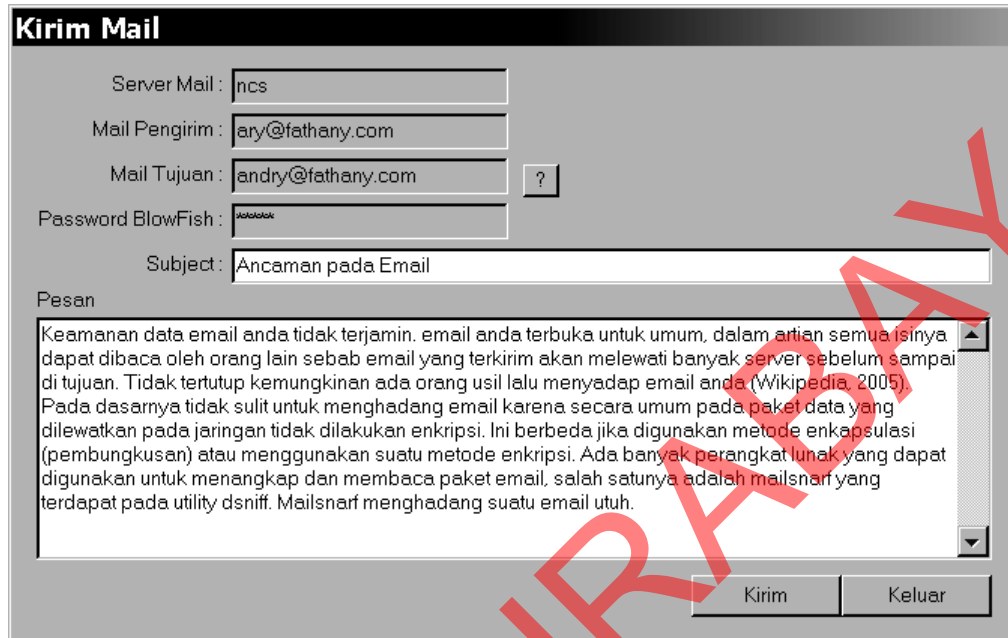 Kirim Mail
Server Mail : ncs
Mail Pengirim : ary@fathany.com
Mail Tujuan : andry@fathany.com ?
Password BlowFish : ******
Subject : Ancaman pada Email
Pesan
Keamanan data email anda tidak terjamin. email anda terbuka untuk umum, dalam artian semua isinya
dapat dibaca oleh orang lain sebab email yang terkirim akan melewati banyak server sebelum sampai
di tujuan. Tidak tertutup kemungkinan ada orang usil lalu menyadap email anda (Wikipedia, 2005).
Pada dasarnya tidak sulit untuk menghadang email karena secara umum pada paket data yang
dilewatkan pada jaringan tidak dilakukan enkripsi. Ini berbeda jika digunakan metode enkapsulasi
(pembungkusan) atau menggunakan suatu metode enkripsi. Ada banyak perangkat lunak yang dapat
digunakan untuk menangkap dan membaca paket email, salah satunya adalah mailsnarf yang
terdapat pada utility dsniff. Mailsnarf menghadang suatu email utuh.
Kirim Keluar
RABAY